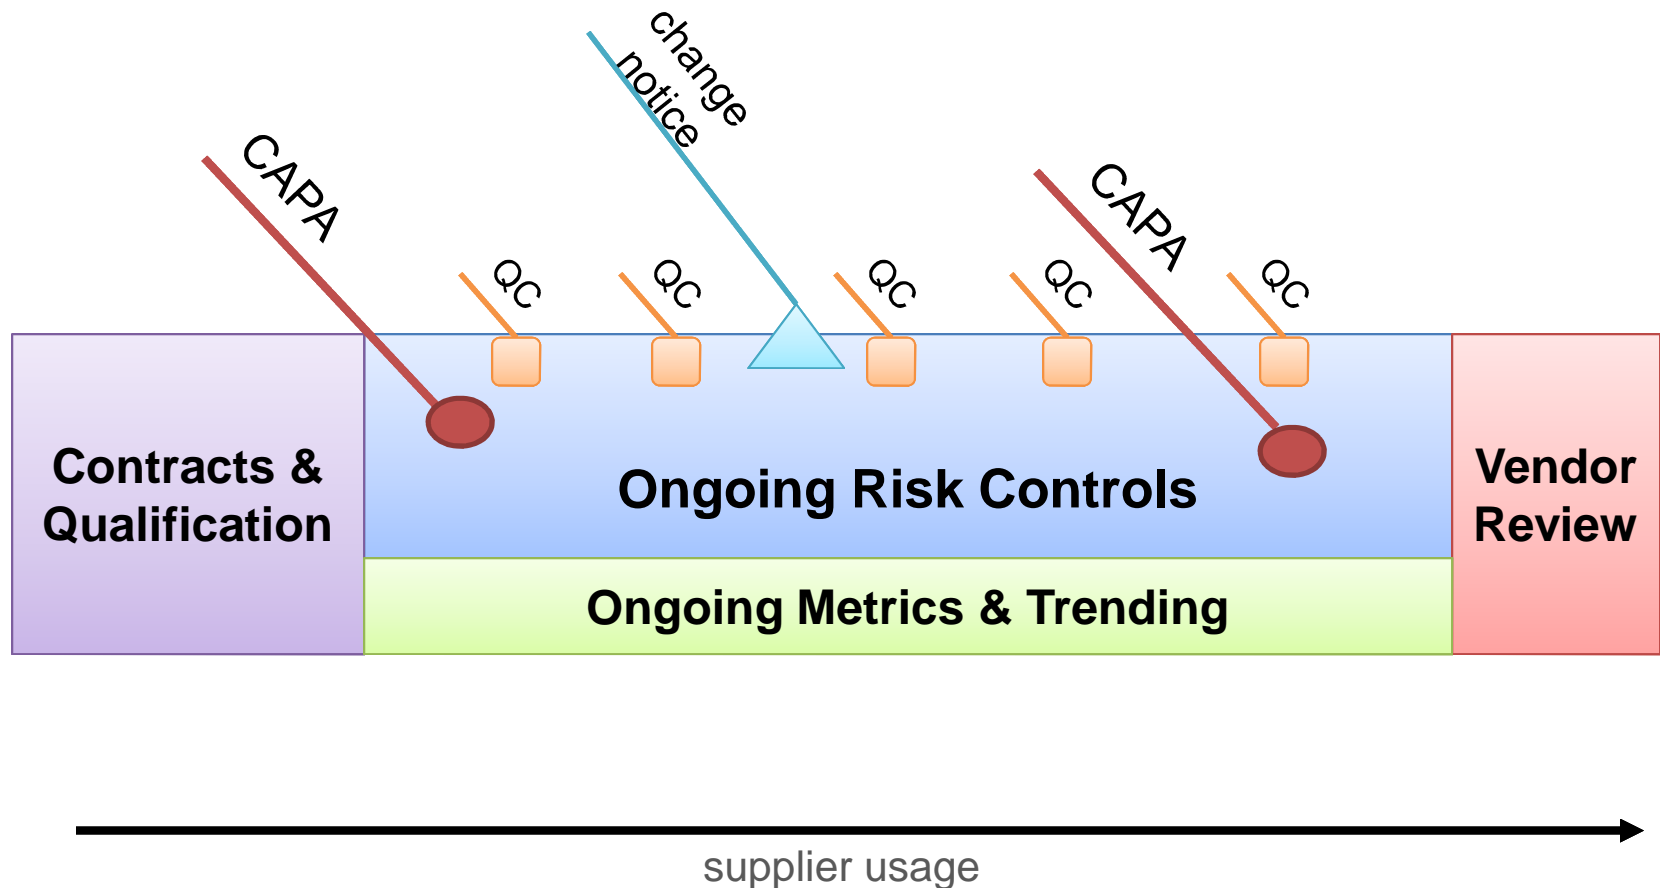 change
notice
CAPA
CAPA
QC
QC
QC
QC
QC
Contracts &
Qualification
Ongoing Risk Controls
Vendor
Review
Ongoing Metrics & Trending
supplier usage